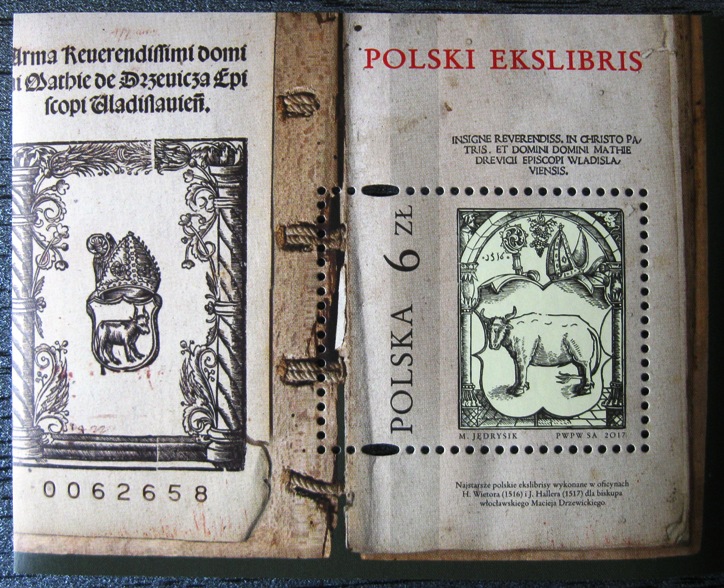 Arma Reuerendissimi domi
ni Mathie de Drzeuicza Epi
scopi Uladislauień.
0062658
POLSKI EKSLIBRIS
INSIGNE REVERENDISS. IN CHRISTO PA-
TRIS. ET DOMINI DOMINI MATHIE
DREVICII EPISCOPI WLADISLA-
VIENSIS.
POLSKA 6 ZŁ
·1516·
M. JĘDRYSIK PWPW SA 2017
Najstarsze polskie ekslibrisy wykonane w oficynach
H. Wietora (1516) i J. Hallera (1517) dla biskupa
włocławskiego Macieja Drzewickiego.